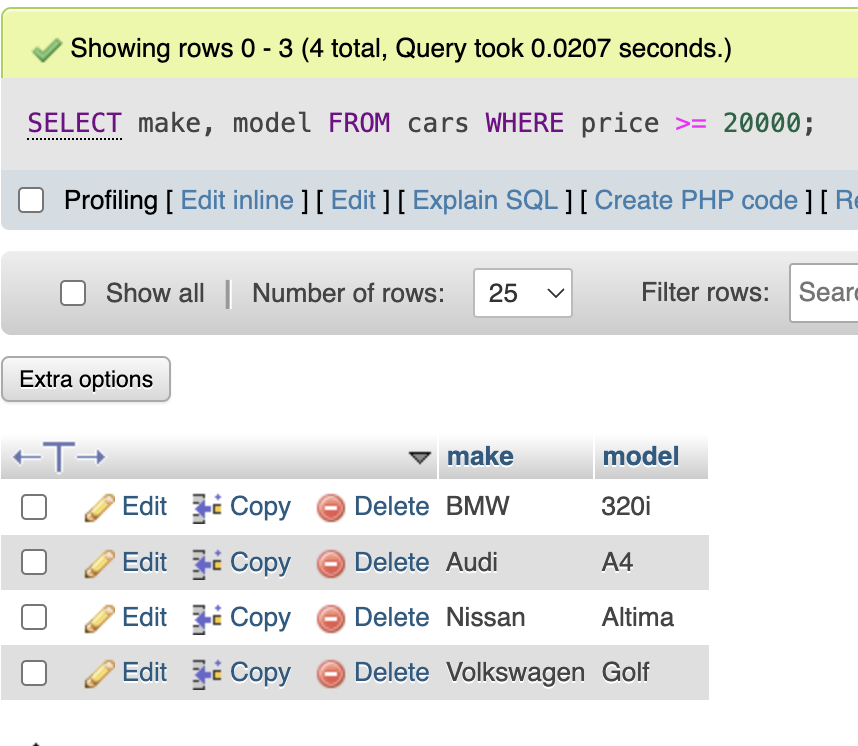 Showing rows 0 - 3 (4 total, Query took 0.0207 seconds.)
SELECT make, model FROM cars WHERE price >= 20000;
Profiling [ Edit inline ] [ Edit ] [ Explain SQL ] [ Create PHP code ] [
Show all | Number of rows: 25 Filter rows:
Extra options
←T→ make model
Edit Copy Delete BMW 320i
Edit Copy Delete Audi A4
Edit Copy Delete Nissan Altima
Edit Copy Delete Volkswagen Golf